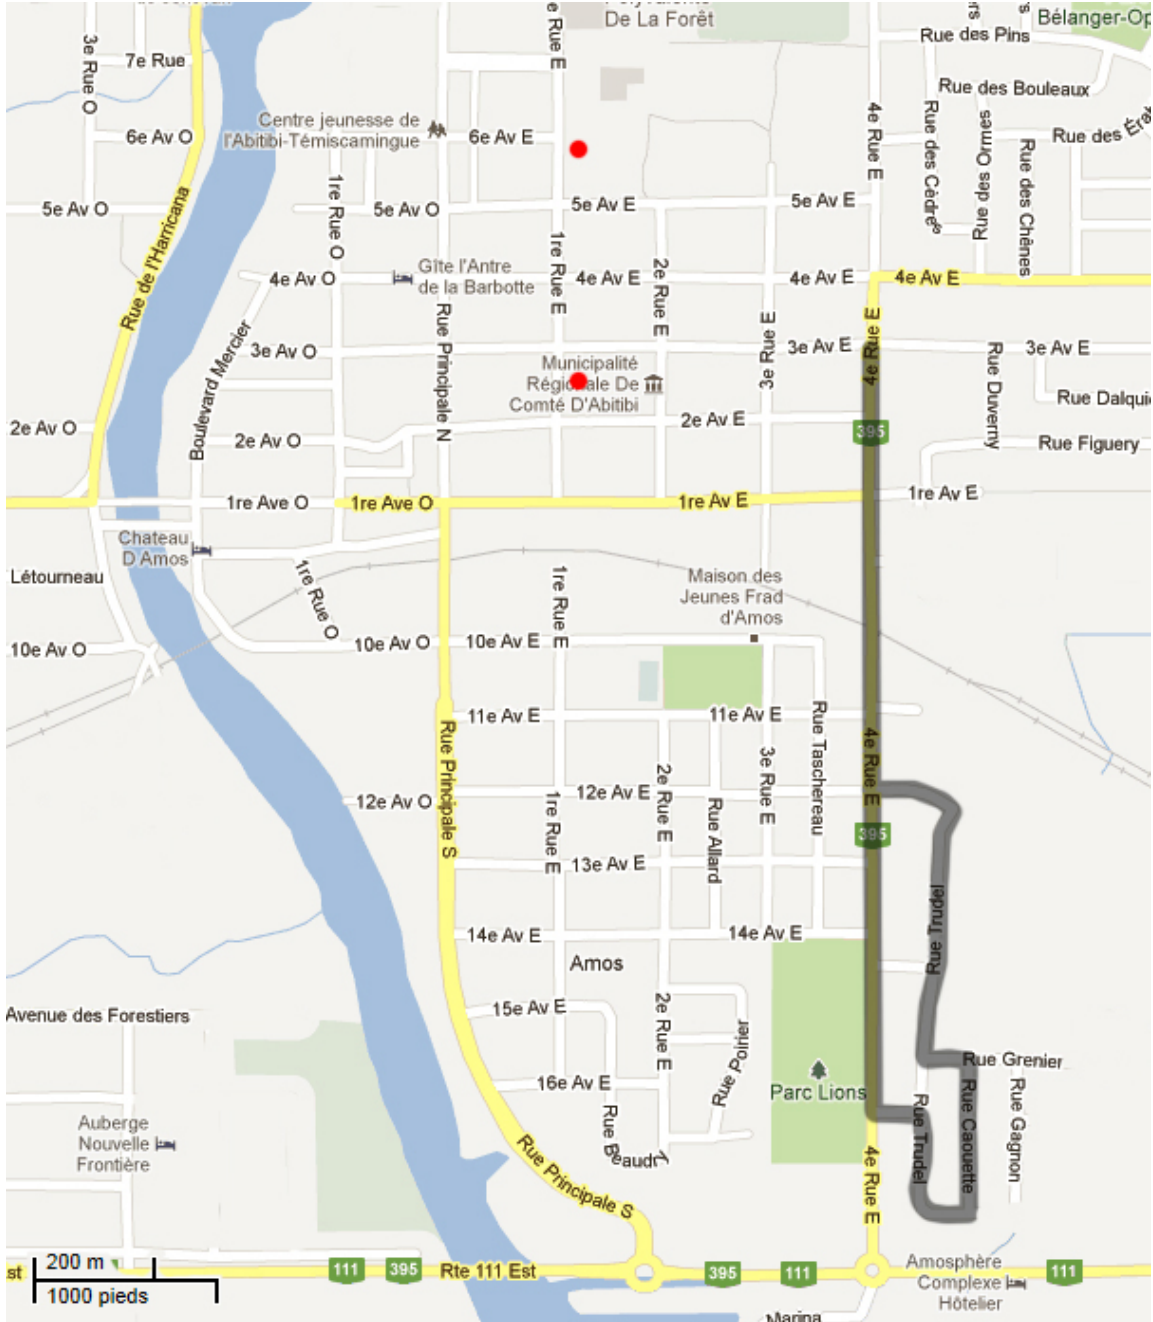 De La Forêt
Rue des Pins
Bélanger-Op
3e Rue O
7e Rue
1re Rue E
Rue des Bouleaux
Centre jeunesse de
l'Abitibi-Témiscamingue
6e Av O
6e Av E
4e Rue E
Rue des Cèdres
Rue des Ormes
Rue des Chênes
Rue des Éra
5e Av O
5e Av O
5e Av E
5e Av E
1re Rue O
Rue de l'Harricana
4e Av O
Gîte l'Antre
de la Barbotte
1re Rue E
4e Av E
2e Rue E
4e Av E
4e Av E
Boulevard Mercier
3e Av O
Rue Principale N
Municipalité
Régionale De
Comté D'Abitibi
3e Rue E
3e Av E
4e Rue E
Rue Duverny
3e Av E
Rue Dalquie
2e Av O
2e Av O
2e Av E
395
Rue Figuery
1re Ave O
1re Ave O
1re Av E
1re Av E
Chateau
D'Amos
Létourneau
1re Rue O
1re Rue E
Maison des
Jeunes Frad
d'Amos
10e Av O
10e Av O
10e Av E
11e Av E
11e Av E
Rue Principale S
Rue Taschereau
3e Rue E
4e Rue E
12e Av O
1re Rue E
12e Av E
2e Rue E
Rue Allard
395
13e Av E
Rue Trudel
14e Av E
14e Av E
Amos
Avenue des Forestiers
15e Av E
2e Rue E
Rue Poirier
Rue Grenier
16e Av E
Parc Lions
Rue Beaudry
Rue Trudel
Rue Caouette
Rue Gagnon
Auberge
Nouvelle
Frontière
Rue Principale S
4e Rue E
200 m
1000 pieds
st
111
395
Rte 111 Est
395
111
Amosphère
Complexe
Hôtelier
111
Marina